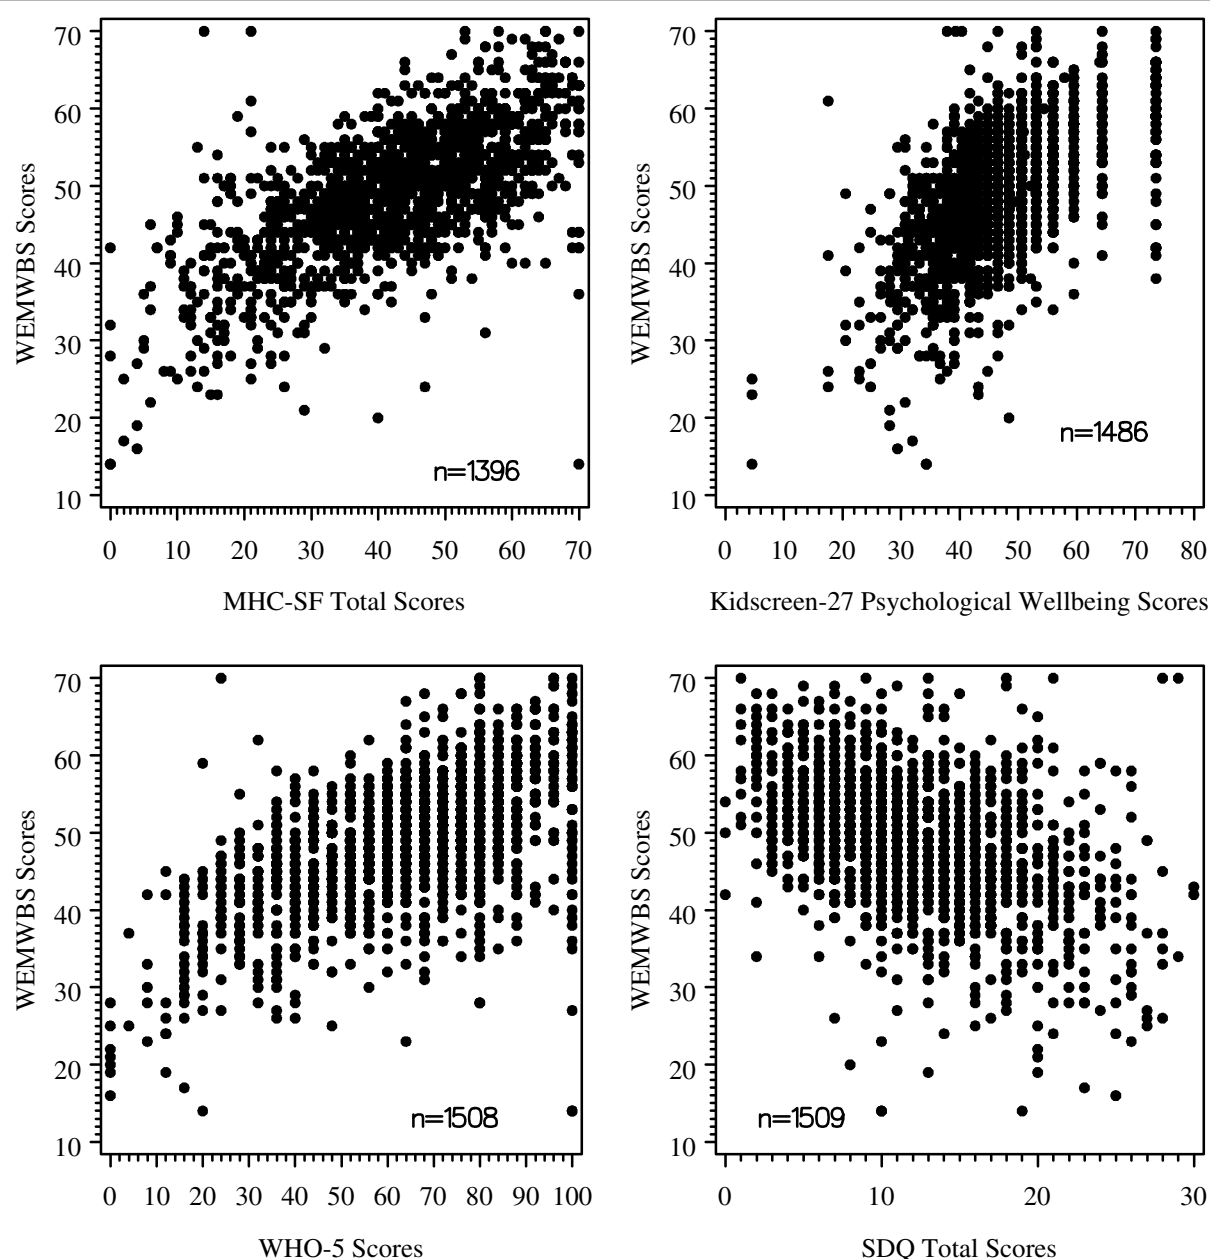 WEMWBS Scores
70
60
50
40
30
20
10
n=1396
0 10 20 30 40 50 60 70
MHC-SF Total Scores
WEMWBS Scores
70
60
50
40
30
20
10
n=1486
0 10 20 30 40 50 60 70 80
Kidscreen-27 Psychological Wellbeing Scores
WEMWBS Scores
70
60
50
40
30
20
10
n=1508
0 10 20 30 40 50 60 70 80 90 100
WHO-5 Scores
WEMWBS Scores
70
60
50
40
30
20
10
n=1509
0 10 20 30
SDQ Total Scores